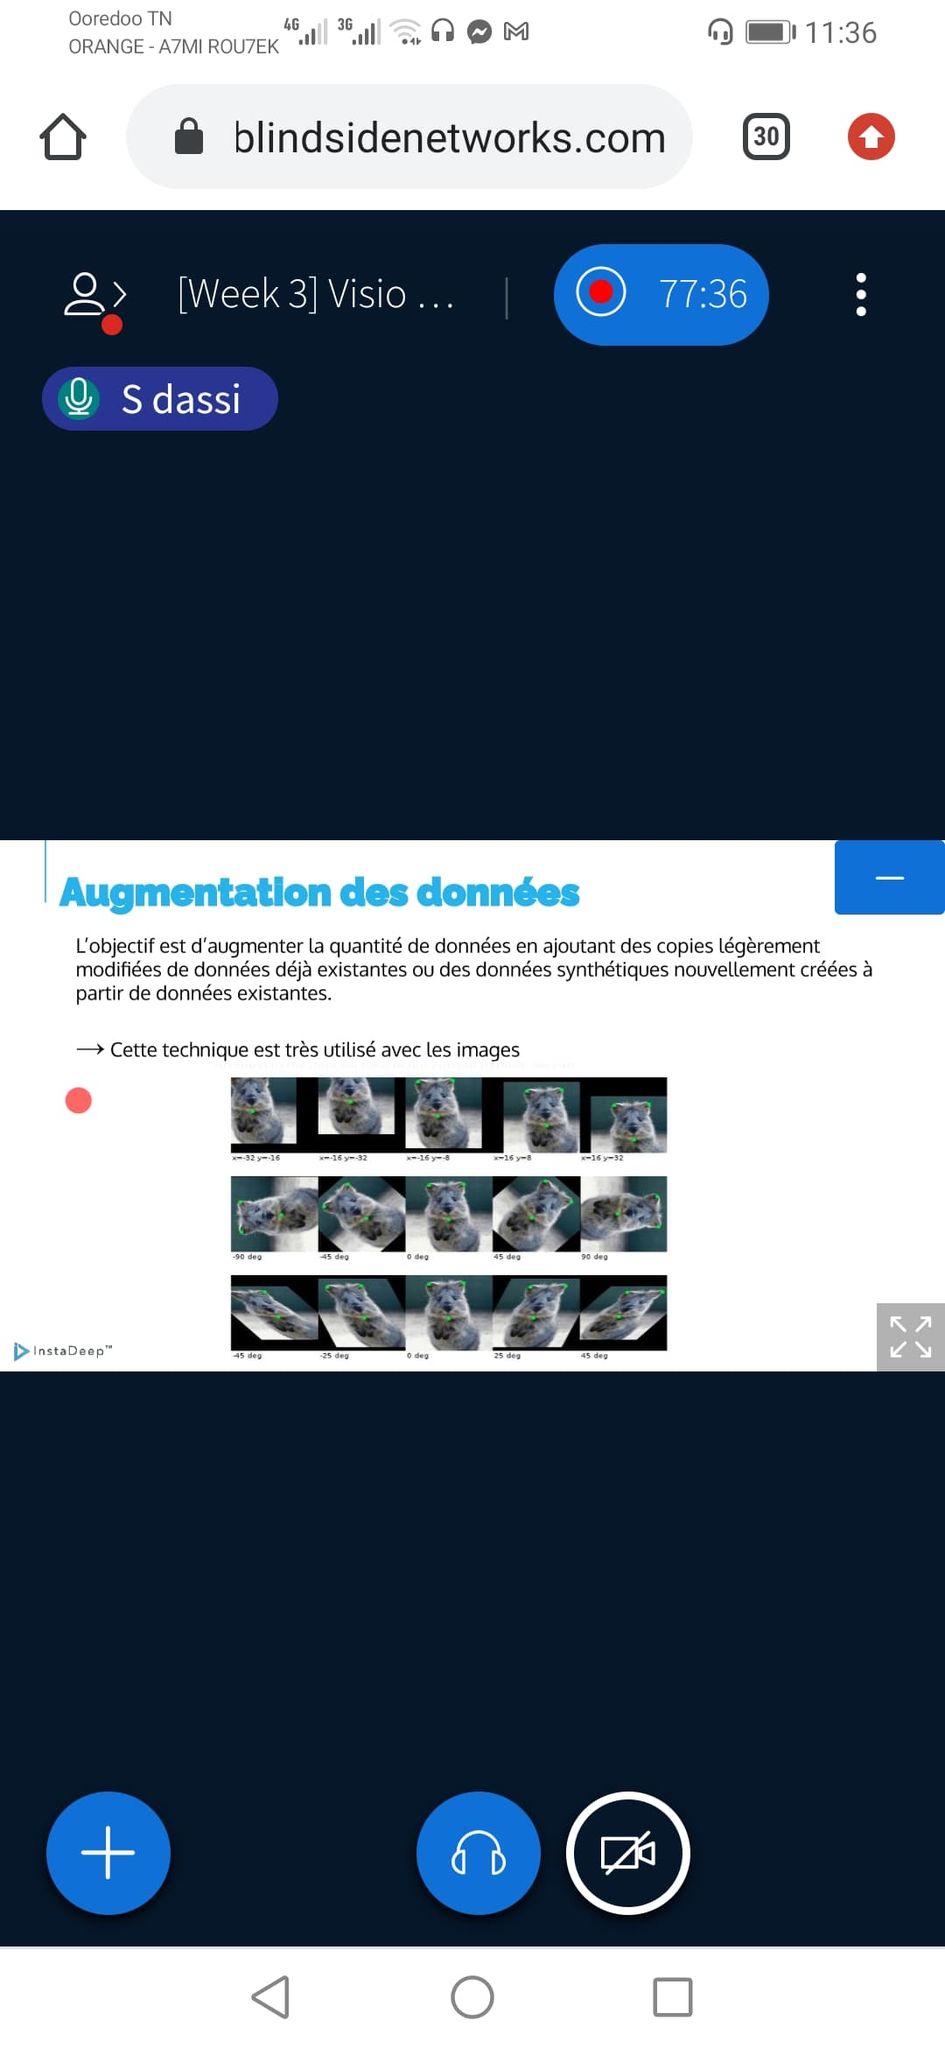 Ooredoo TN
ORANGE - A7MI ROU7EK
4G
3G
11:36
blindsidenetworks.com
30
[Week 3] Visio ...
77:36
S dassi
Augmentation des données
L'objectif est d'augmenter la quantité de données en ajoutant des copies légèrement
modifiées de données déjà existantes ou des données synthétiques nouvellement créées à
partir de données existantes.
→ Cette technique est très utilisé avec les images
x=-32 y=-16 x=-16 y=-32 x=-16 y=-8 x=16 y=8 x=16 y=32
-90 deg -45 deg 0 deg 45 deg 90 deg
-45 deg -25 deg 0 deg 25 deg 45 deg
InstaDeep™